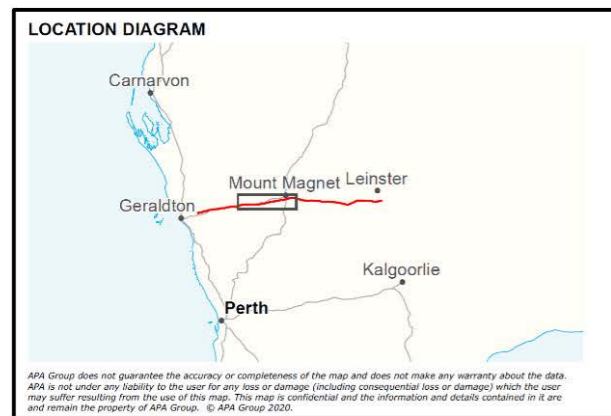 LOCATION DIAGRAM
Carnarvon
Mount Magnet
Leinster
Geraldton
Kalgoorlie
Perth
APA Group does not guarantee the accuracy or completeness of the map and does not make any warranty about the data.
APA is not under any liability to the user for any loss or damage (including consequential loss or damage) which the user
may suffer resulting from the use of this map. This map is confidential and the information and details contained in it are
and remain the property of APA Group. © APA Group 2020.